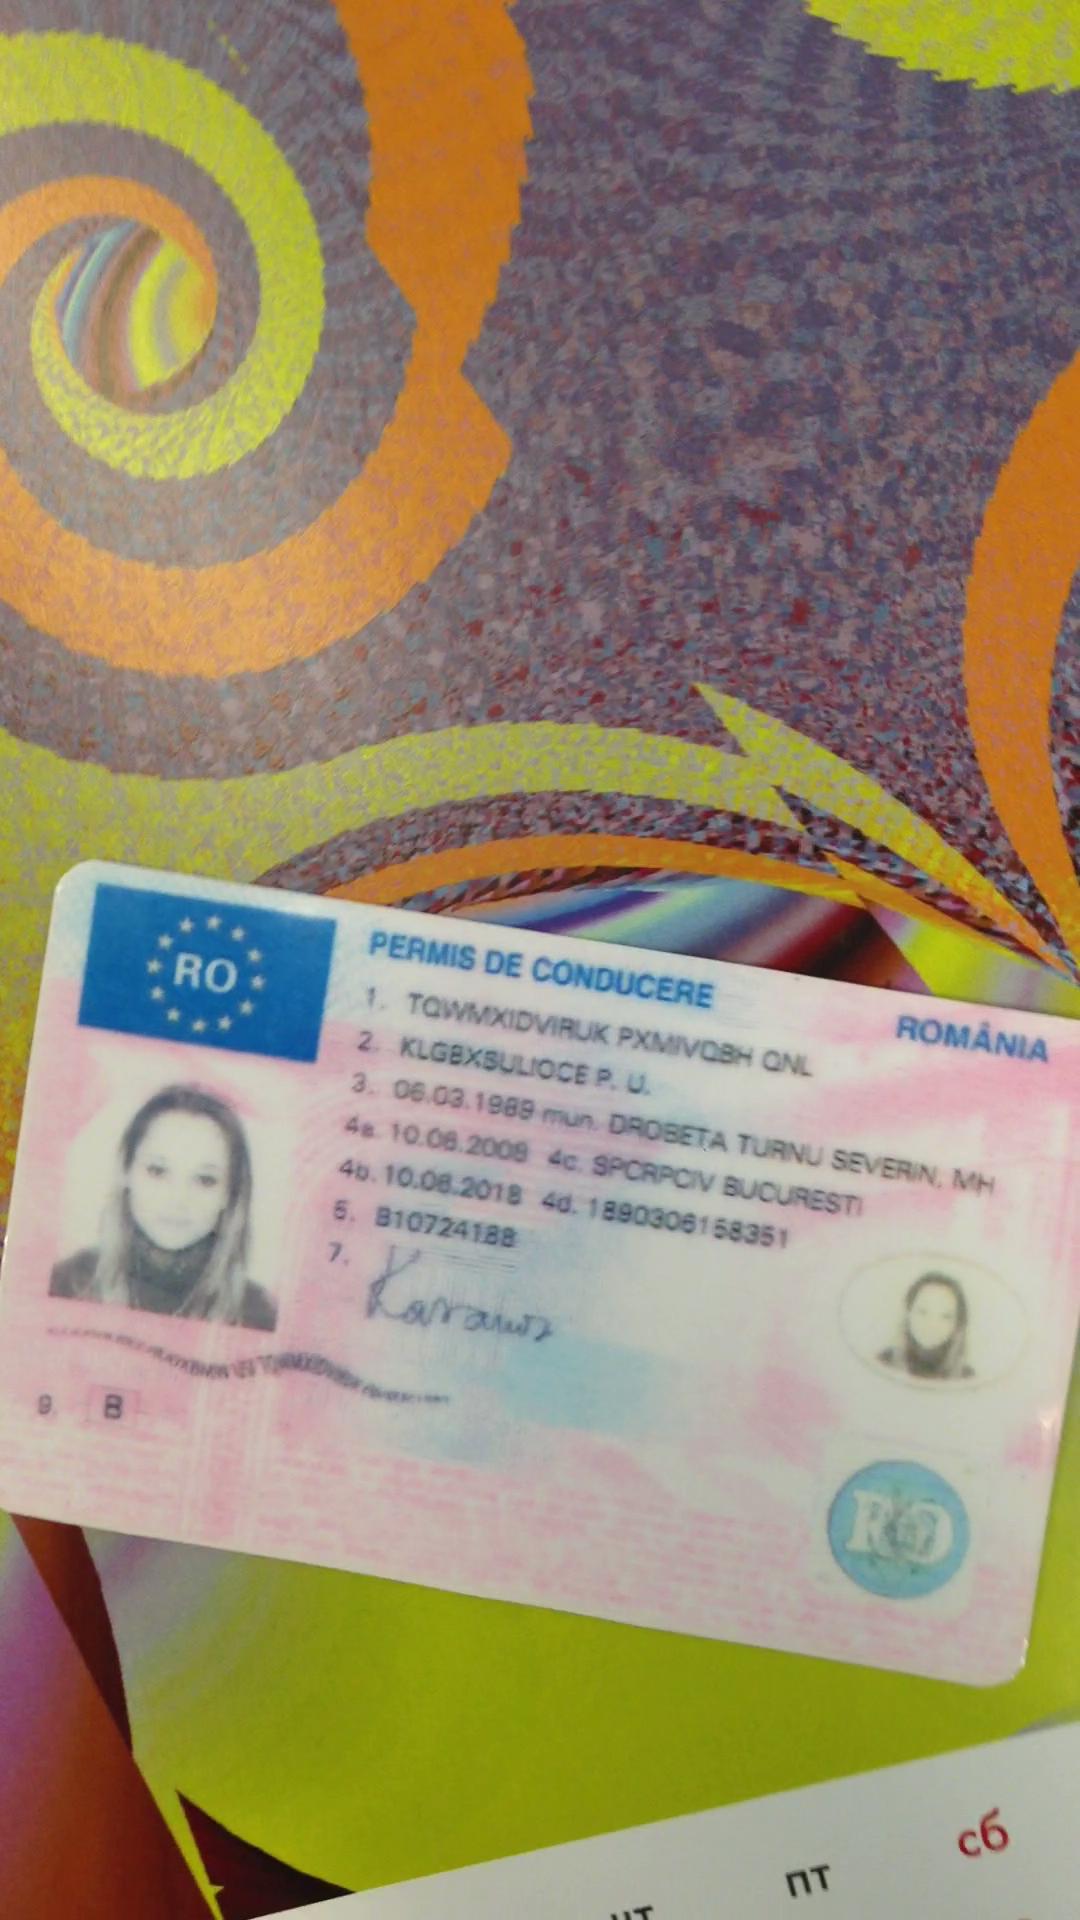 RO
PERMIS DE CONDUCERE
ROMÂNIA
1. TQWMXIDVIRUK PXMIVQBH QNL
2. KLGBXSULIOCE P. U.
3. 06.03.1989 mun. DROBETA TURNU SEVERIN, MH
4a. 10.06.2008 4c. SPCRPCIV BUCURESTI
4b. 10.06.2018 4d. 1890306158351
5. B10724188
7.
9. B
RO
пт
сб